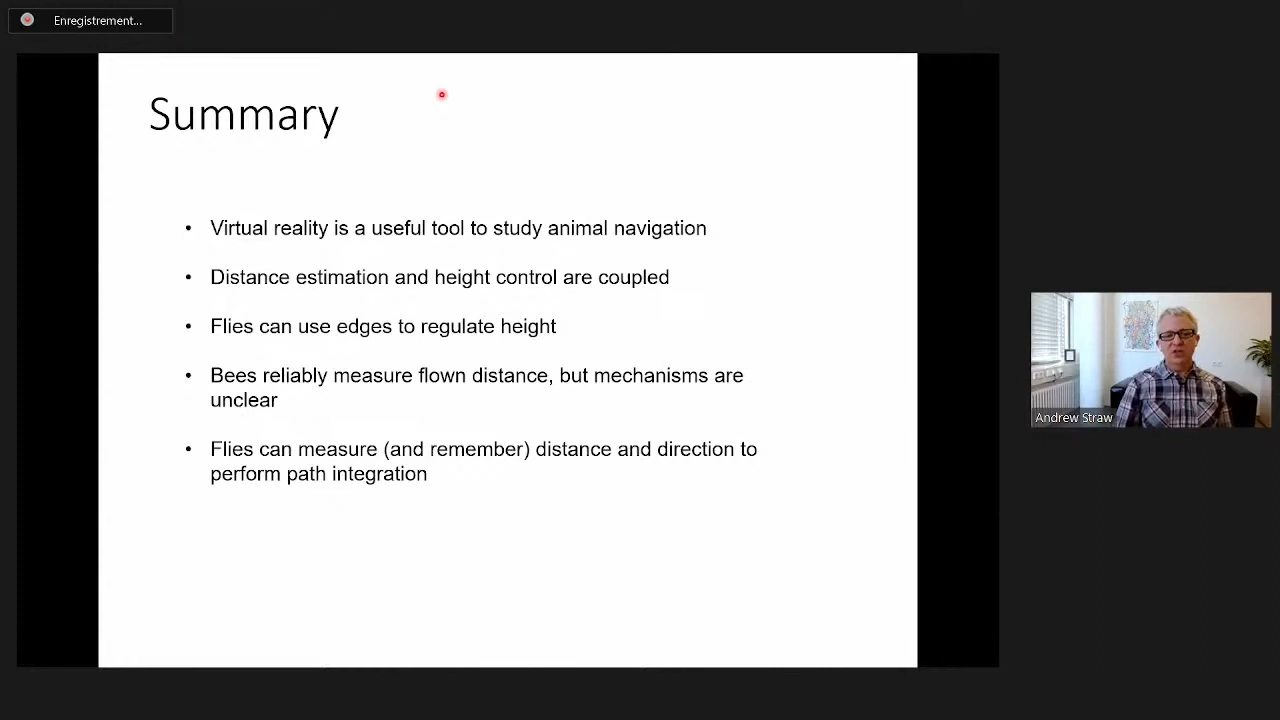 Enregistrement...
Summary
• Virtual reality is a useful tool to study animal navigation
• Distance estimation and height control are coupled
• Flies can use edges to regulate height
• Bees reliably measure flown distance, but mechanisms are
unclear
• Flies can measure (and remember) distance and direction to
perform path integration
Andrew Straw